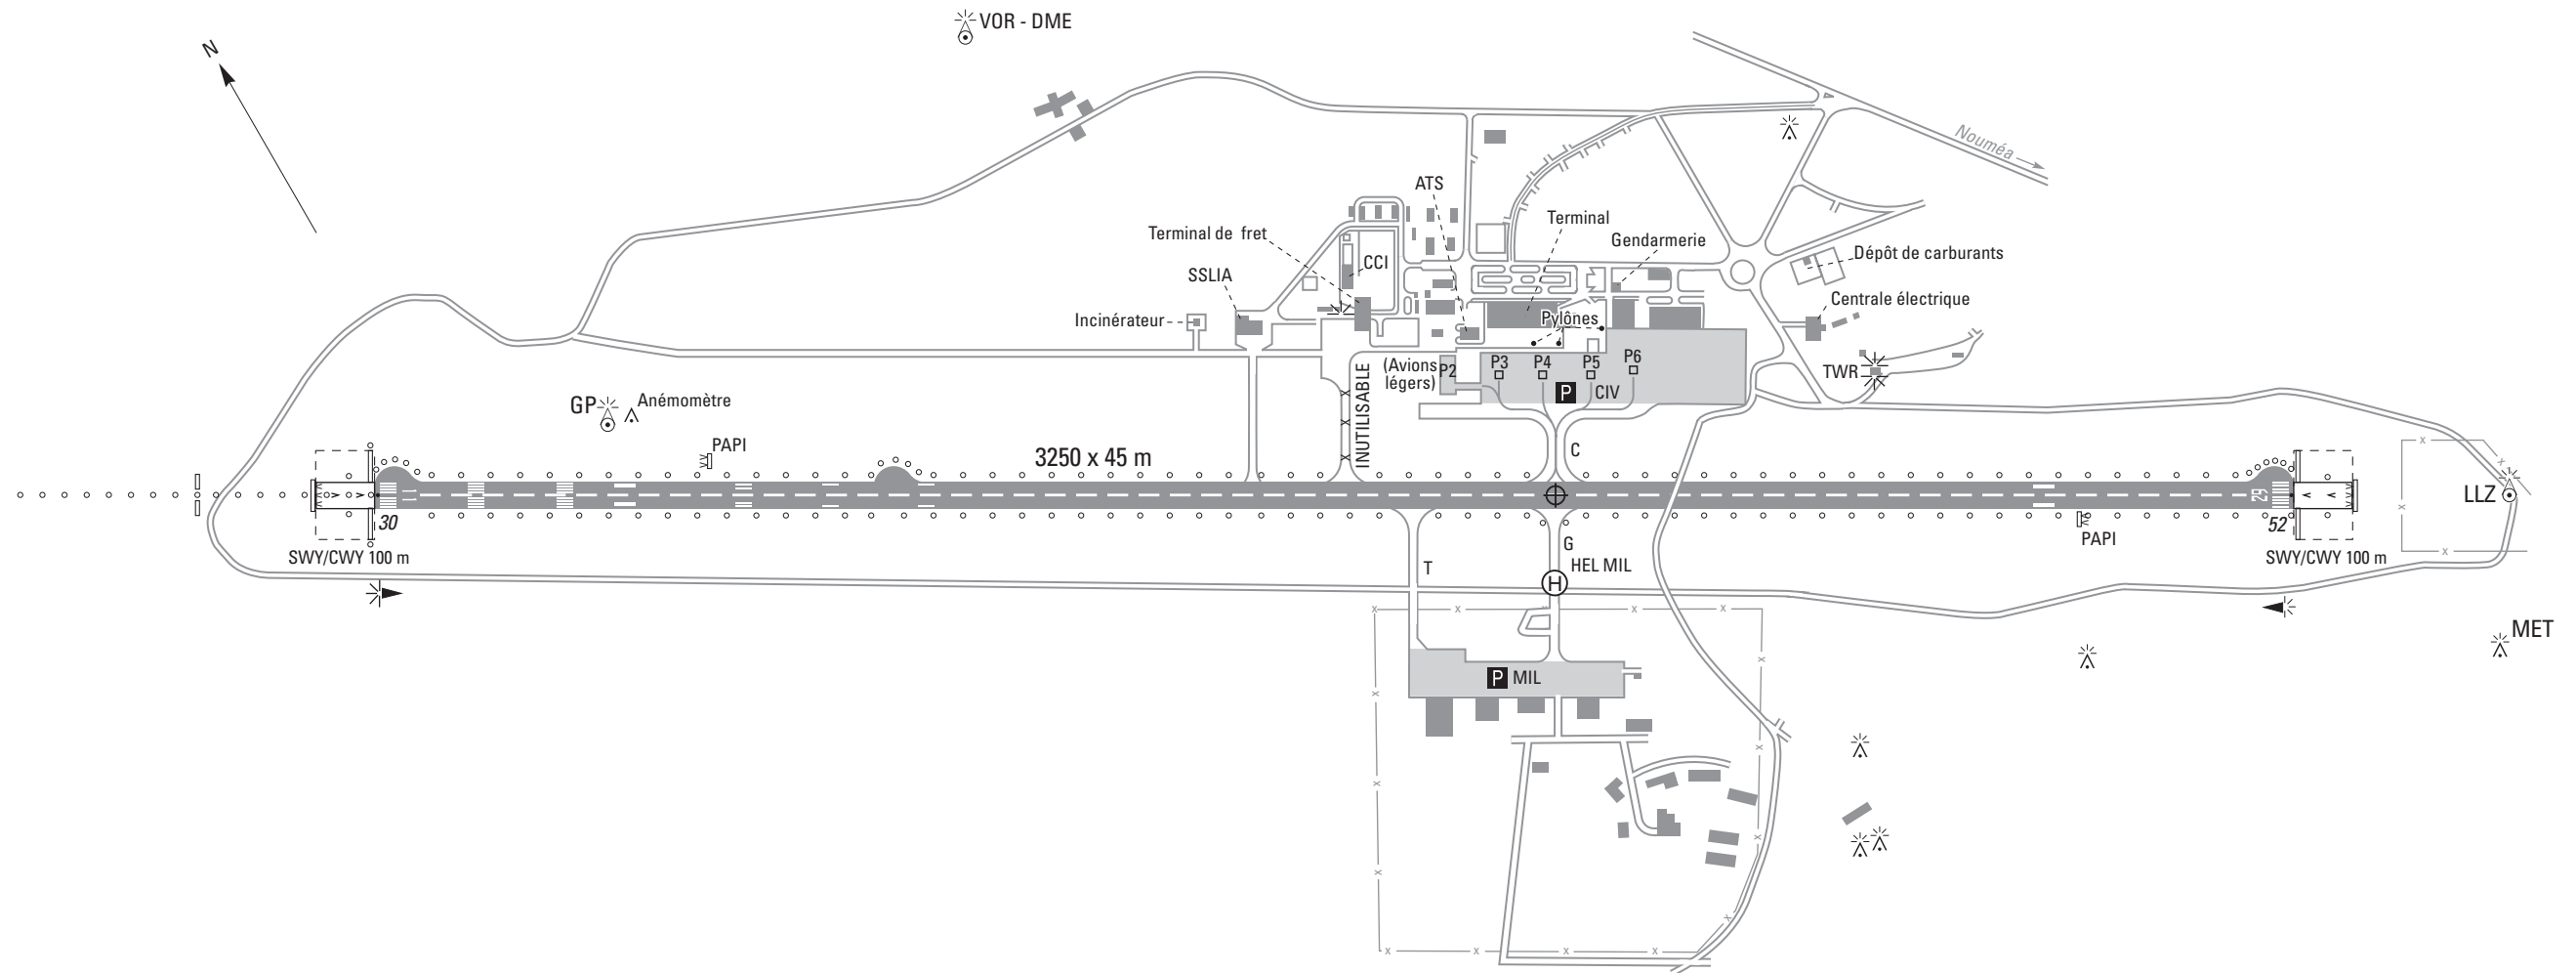 VOR - DME
N
Nouméa
ATS
Terminal
Terminal de fret
Gendarmerie
CCI
Dépôt de carburants
SSLIA
Centrale électrique
Incinérateur
Pylônes
(Avions
légers)
P2
P3
P4
P5
P6
TWR
P
CIV
GP
Anémomètre
INUTILISABLE
PAPI
3250 x 45 m
C
11
29
LLZ
30
52
SWY/CWY 100 m
G
PAPI
SWY/CWY 100 m
T
HEL MIL
H
MET
P
MIL